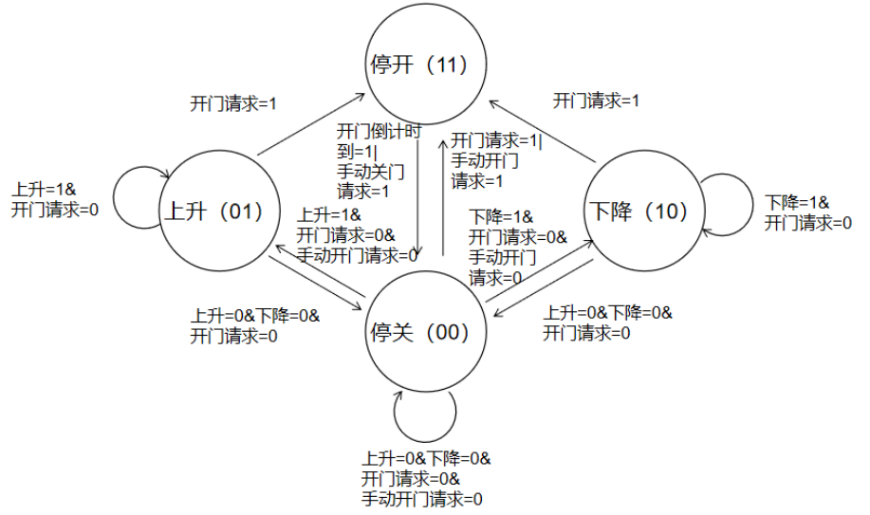 停开（11）
开门请求=1
开门请求=1
开门倒计时
到=1|
手动关门
请求=1
开门请求=1|
手动开门
请求=1
上升=1&
开门请求=0
上升（01）
上升=1&
开门请求=0&
手动开门请求=0
下降=1&
开门请求=0&
手动开门
请求=0
下降（10）
下降=1&
开门请求=0
上升=0&下降=0&
开门请求=0
停关（00）
上升=0&下降=0&
开门请求=0
上升=0&下降=0&
开门请求=0&
手动开门请求=0